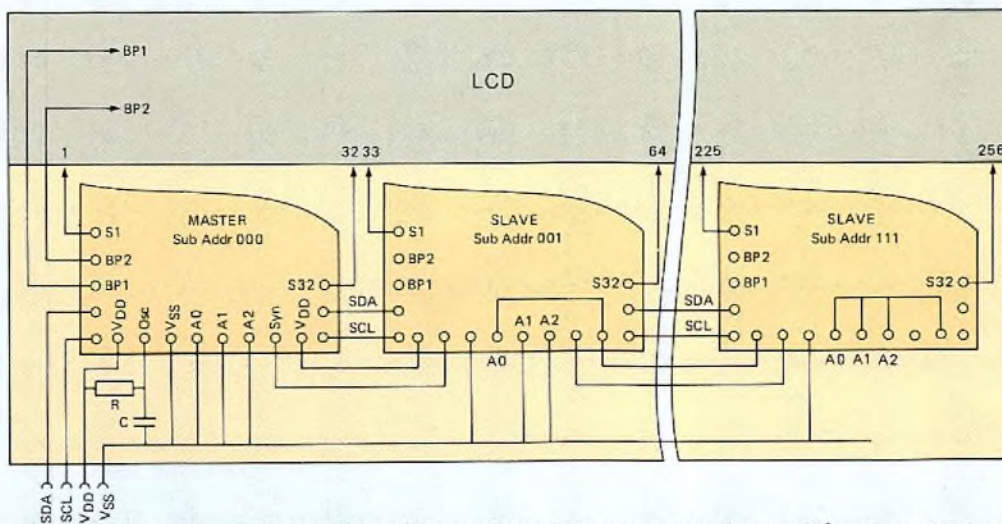 BP1
LCD
BP2
1 32 33 64 225 256
MASTER
Sub Addr 000
SLAVE
Sub Addr 001
SLAVE
Sub Addr 111
S1 S1 S1
BP2 BP2 BP2
BP1 S32 BP1 S32 BP1 S32
SDA SDA
VDD Osc VSS A0 A1 A2 Syn VDD
SCL A1 A2 SCL
A0 A0 A1 A2
R
C
SDA
SCL
VDD
VSS